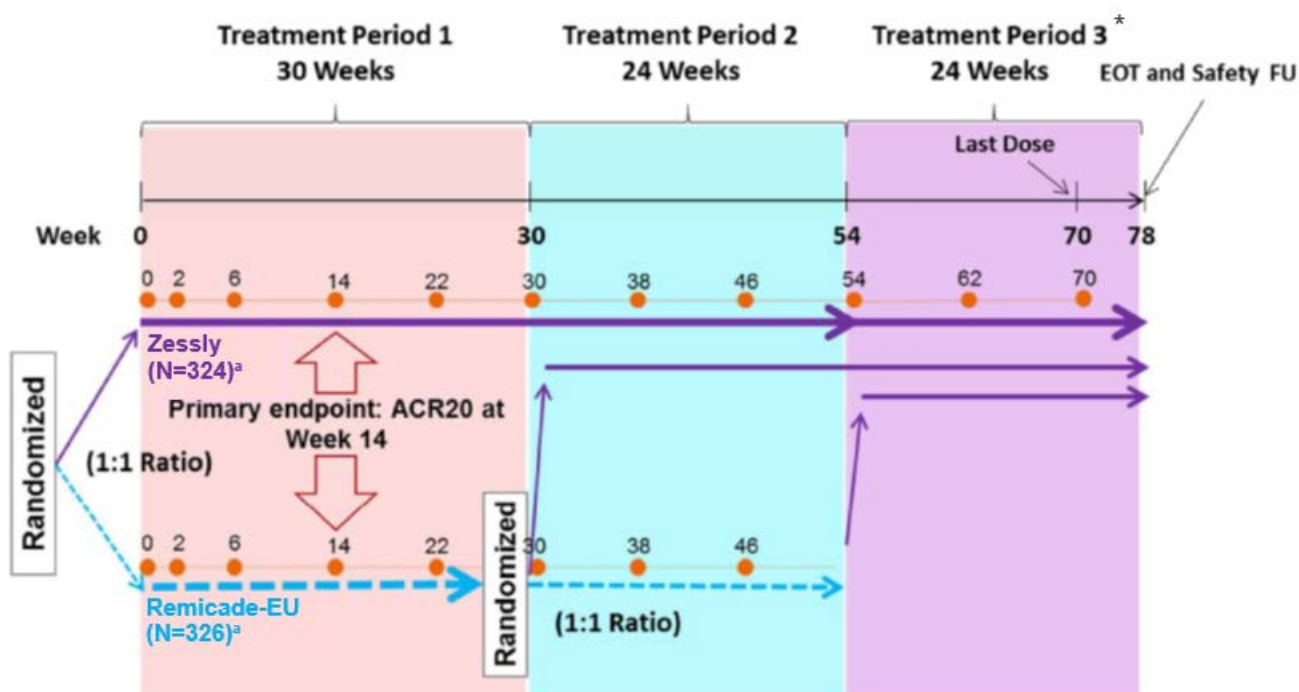 Treatment Period 1
30 Weeks
Treatment Period 2
24 Weeks
Treatment Period 3*
24 Weeks
EOT and Safety FU
Last Dose
Week 0 30 54 70 78
0 2 6 14 22 30 38 46 54 62 70
Zessly
(N=324)ᵃ
Randomized
Primary endpoint: ACR20 at
Week 14
(1:1 Ratio)
Randomized
0 2 6 14 22 30 38 46
Remicade-EU
(N=326)ᵃ
(1:1 Ratio)